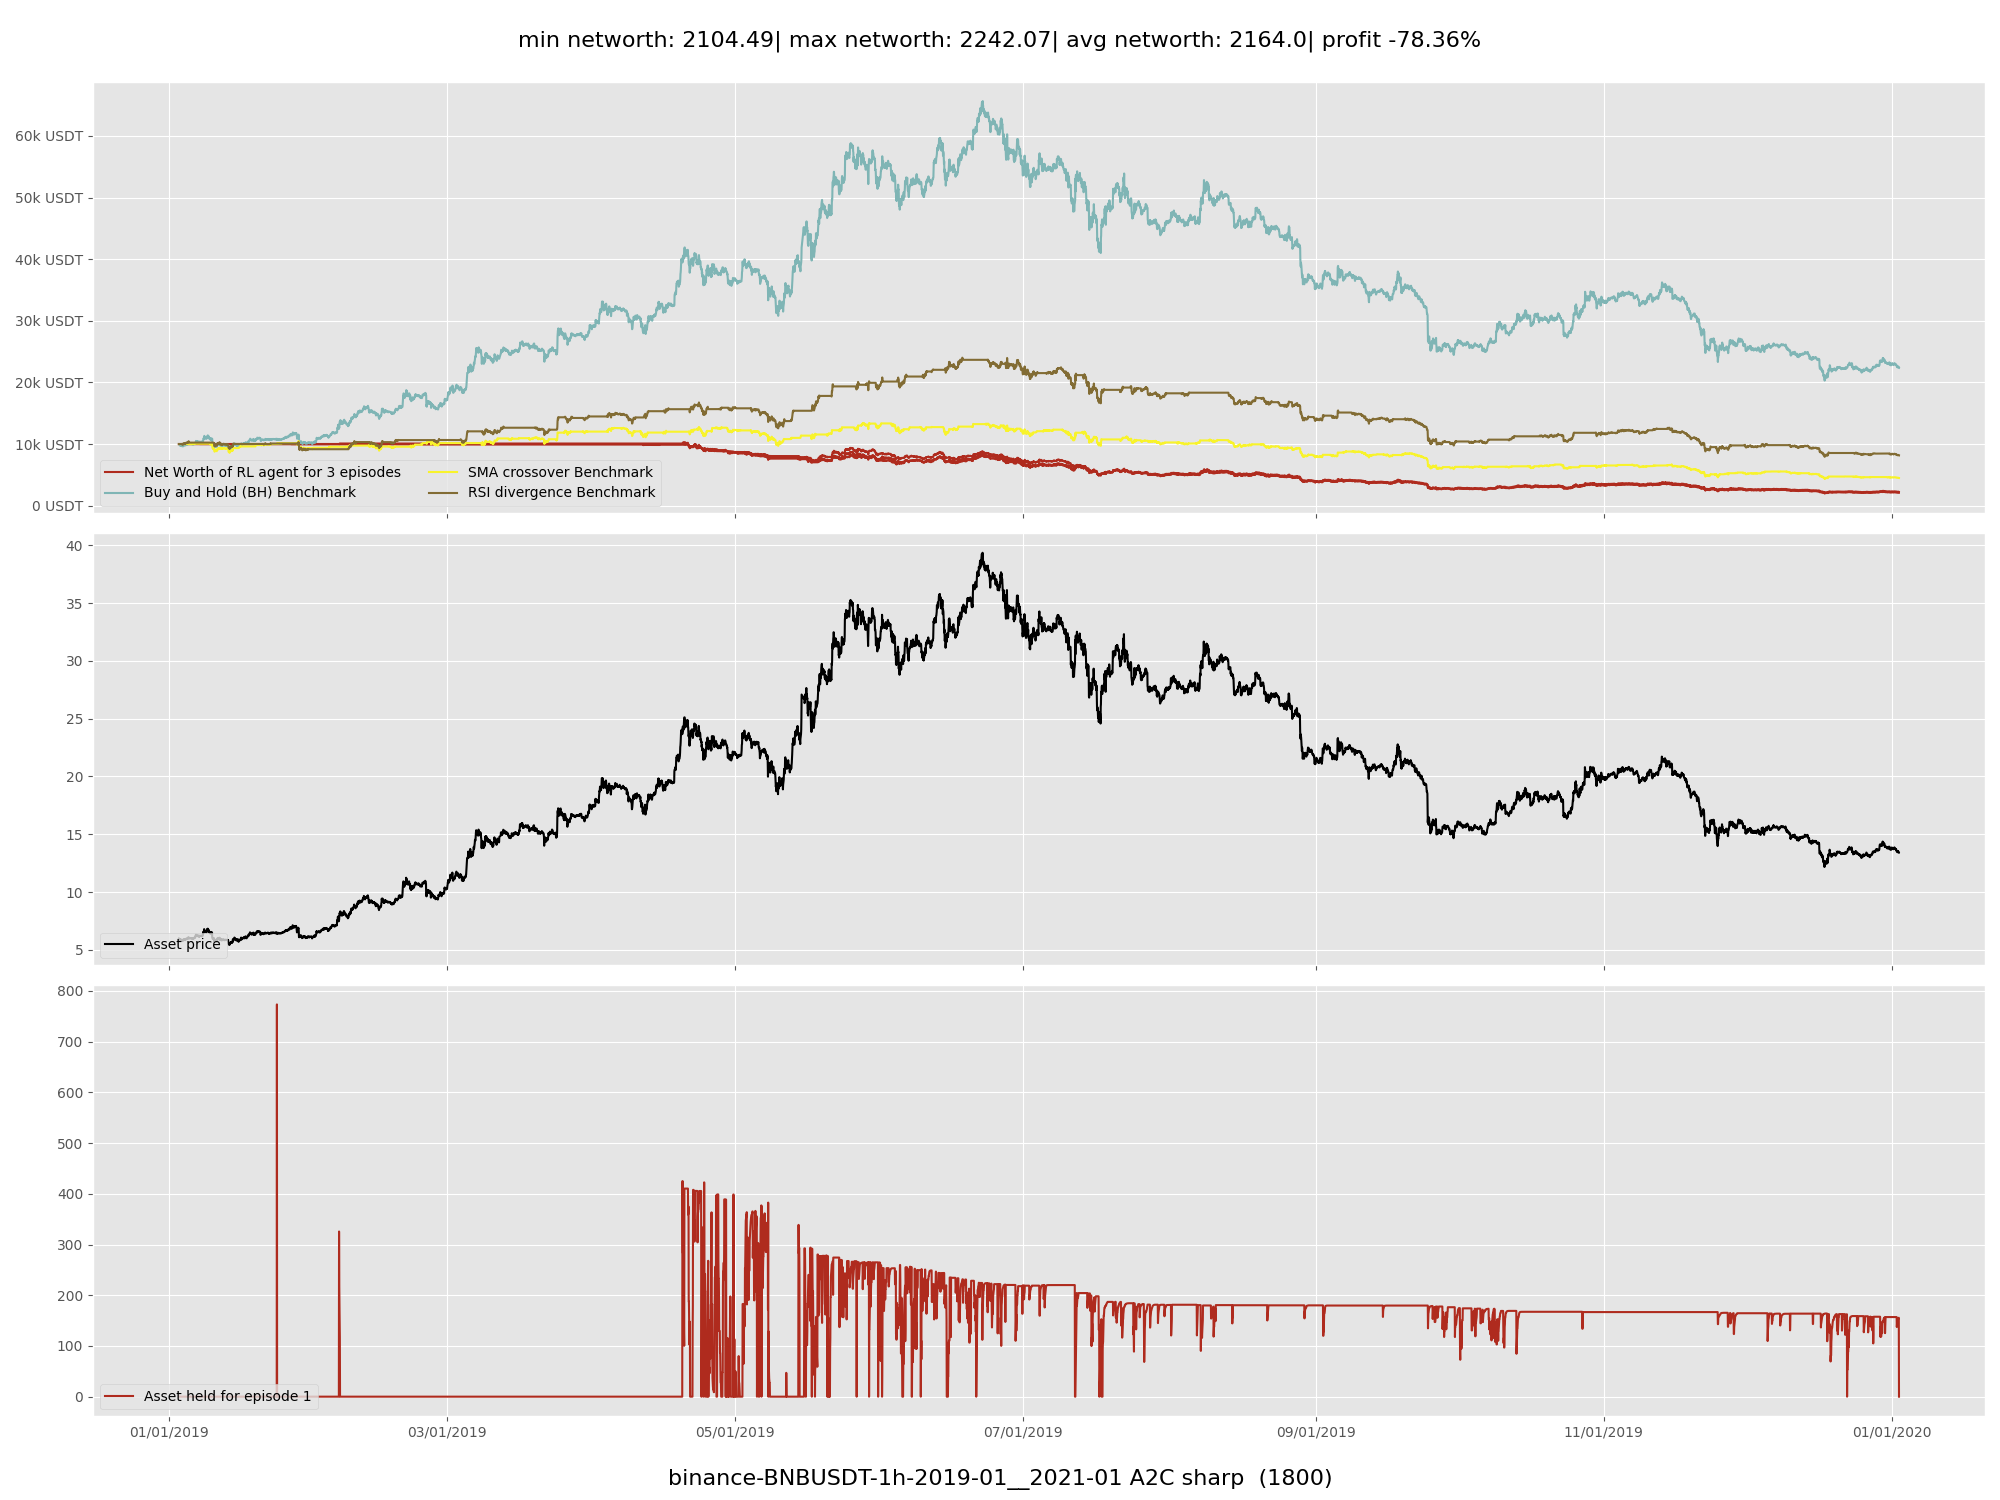 min networth: 2104.49| max networth: 2242.07| avg networth: 2164.0| profit -78.36%
60k USDT
50k USDT
40k USDT
30k USDT
20k USDT
10k USDT
0 USDT
Net Worth of RL agent for 3 episodes
Buy and Hold (BH) Benchmark
SMA crossover Benchmark
RSI divergence Benchmark
40
35
30
25
20
15
10
5
Asset price
800
700
600
500
400
300
200
100
0
Asset held for episode 1
01/01/2019
03/01/2019
05/01/2019
07/01/2019
09/01/2019
11/01/2019
01/01/2020
binance-BNBUSDT-1h-2019-01__2021-01 A2C sharp (1800)